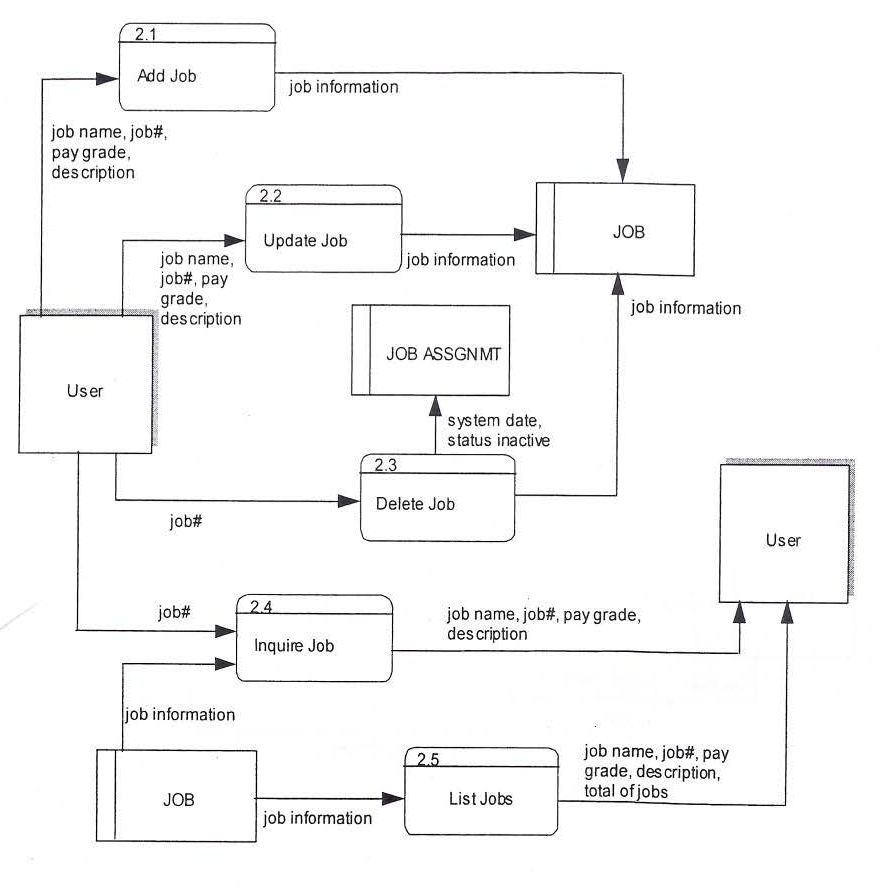 2.1
Add Job
job information
job name, job#,
pay grade,
description
2.2
Update Job
JOB
job name,
job#, pay
grade,
description
job information
job information
JOB ASSGNMT
User
system date,
status inactive
2.3
Delete Job
job#
User
2.4
Inquire Job
job#
job name, job#, pay grade,
description
job information
JOB
job information
2.5
List Jobs
job name, job#, pay
grade, description,
total of jobs